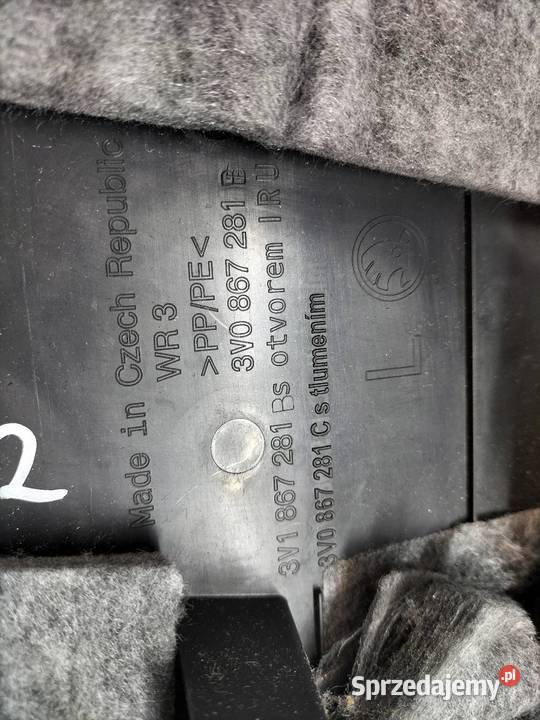 Made in Czech Republic
WR 3
>PP/PE<
3V0 867 281 B
3V1 867 281 B s otvorem IRU
3V0 867 281 C s tlumením
L
2
Sprzedajemy.pl